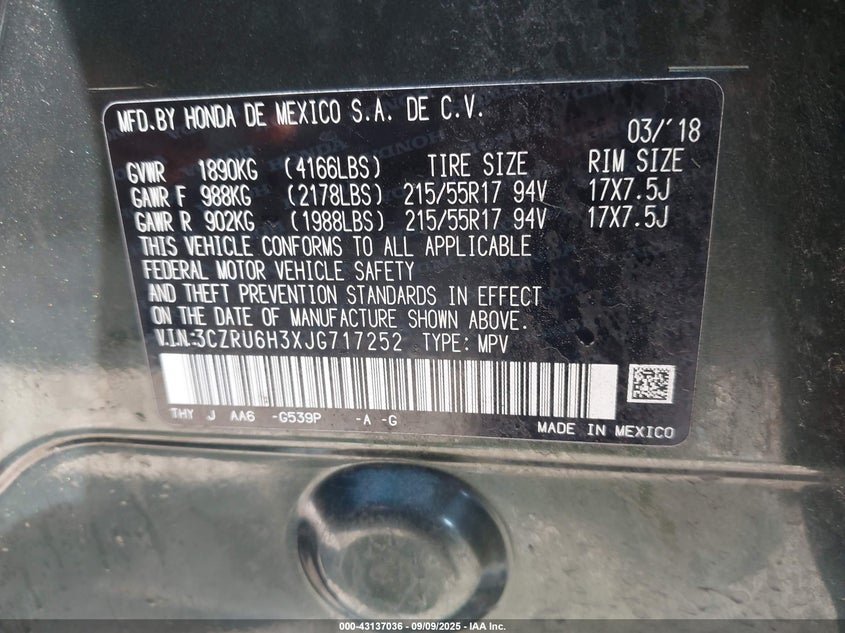 MFD.BY HONDA DE MEXICO S.A. DE C.V.
03/'18
GVWR 1890KG (4166LBS) TIRE SIZE RIM SIZE
GAWR F 988KG (2178LBS) 215/55R17 94V 17X7.5J
GAWR R 902KG (1988LBS) 215/55R17 94V 17X7.5J
THIS VEHICLE CONFORMS TO ALL APPLICABLE
FEDERAL MOTOR VEHICLE SAFETY
AND THEFT PREVENTION STANDARDS IN EFFECT
ON THE DATE OF MANUFACTURE SHOWN ABOVE.
V.I.N:3CZRU6H3XJG717252 TYPE: MPV
THY J AA6 -G539P -A -G
MADE IN MEXICO
000-43137036 - 09/09/2025 - IAA Inc.